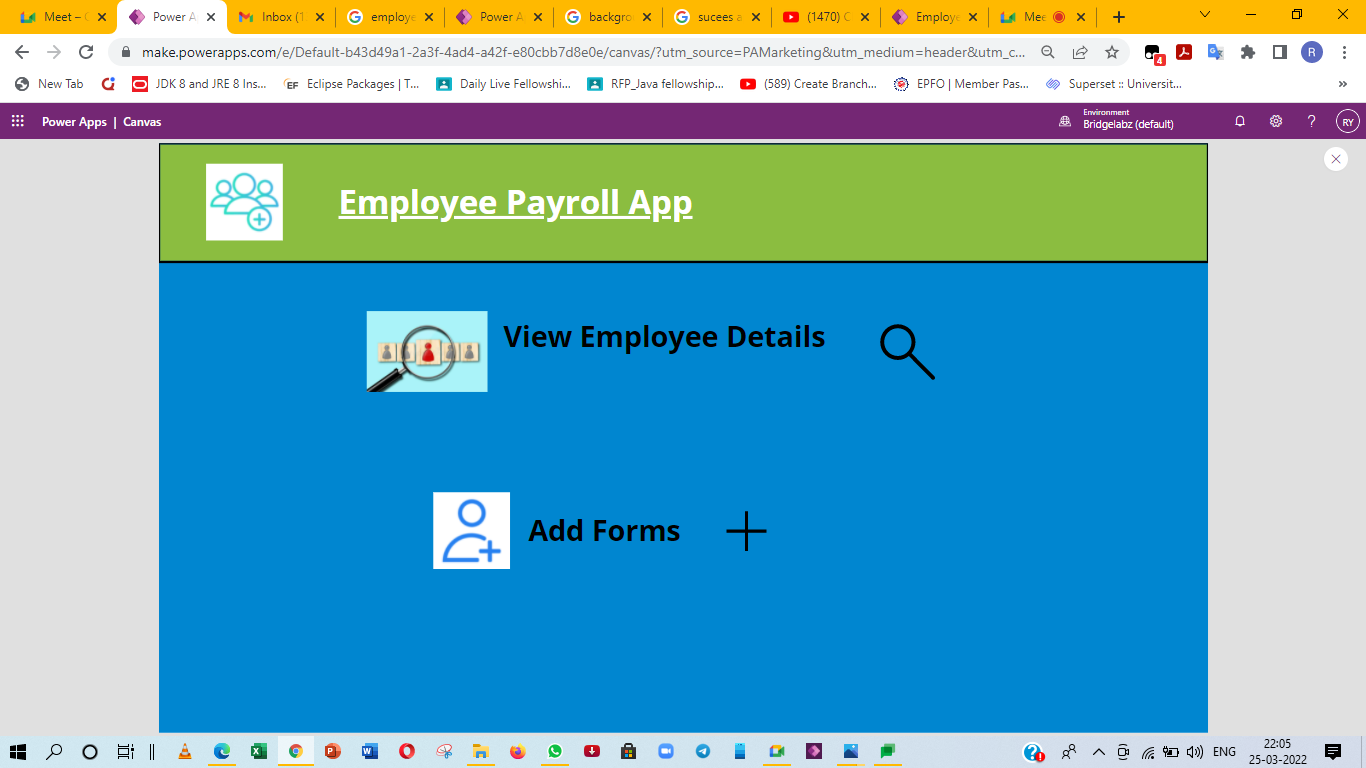 Meet – G
Power A
Inbox (1
employe
Power A
backgro
sucees a
(1470) C
Employe
Mee
make.powerapps.com/e/Default-b43d49a1-2a3f-4ad4-a42f-e80cbb7d8e0e/canvas/?utm_source=PAMarketing&utm_medium=header&utm_c...
4
R
New Tab
JDK 8 and JRE 8 Ins...
EF Eclipse Packages | T...
Daily Live Fellowshi...
RFP_Java fellowship...
(589) Create Branch...
EPFO | Member Pas...
Superset :: Universit...
»
Power Apps | Canvas
Environment
Bridgelabz (default)
?
RY
Employee Payroll App
View Employee Details
Add Forms
ENG
22:05
25-03-2022